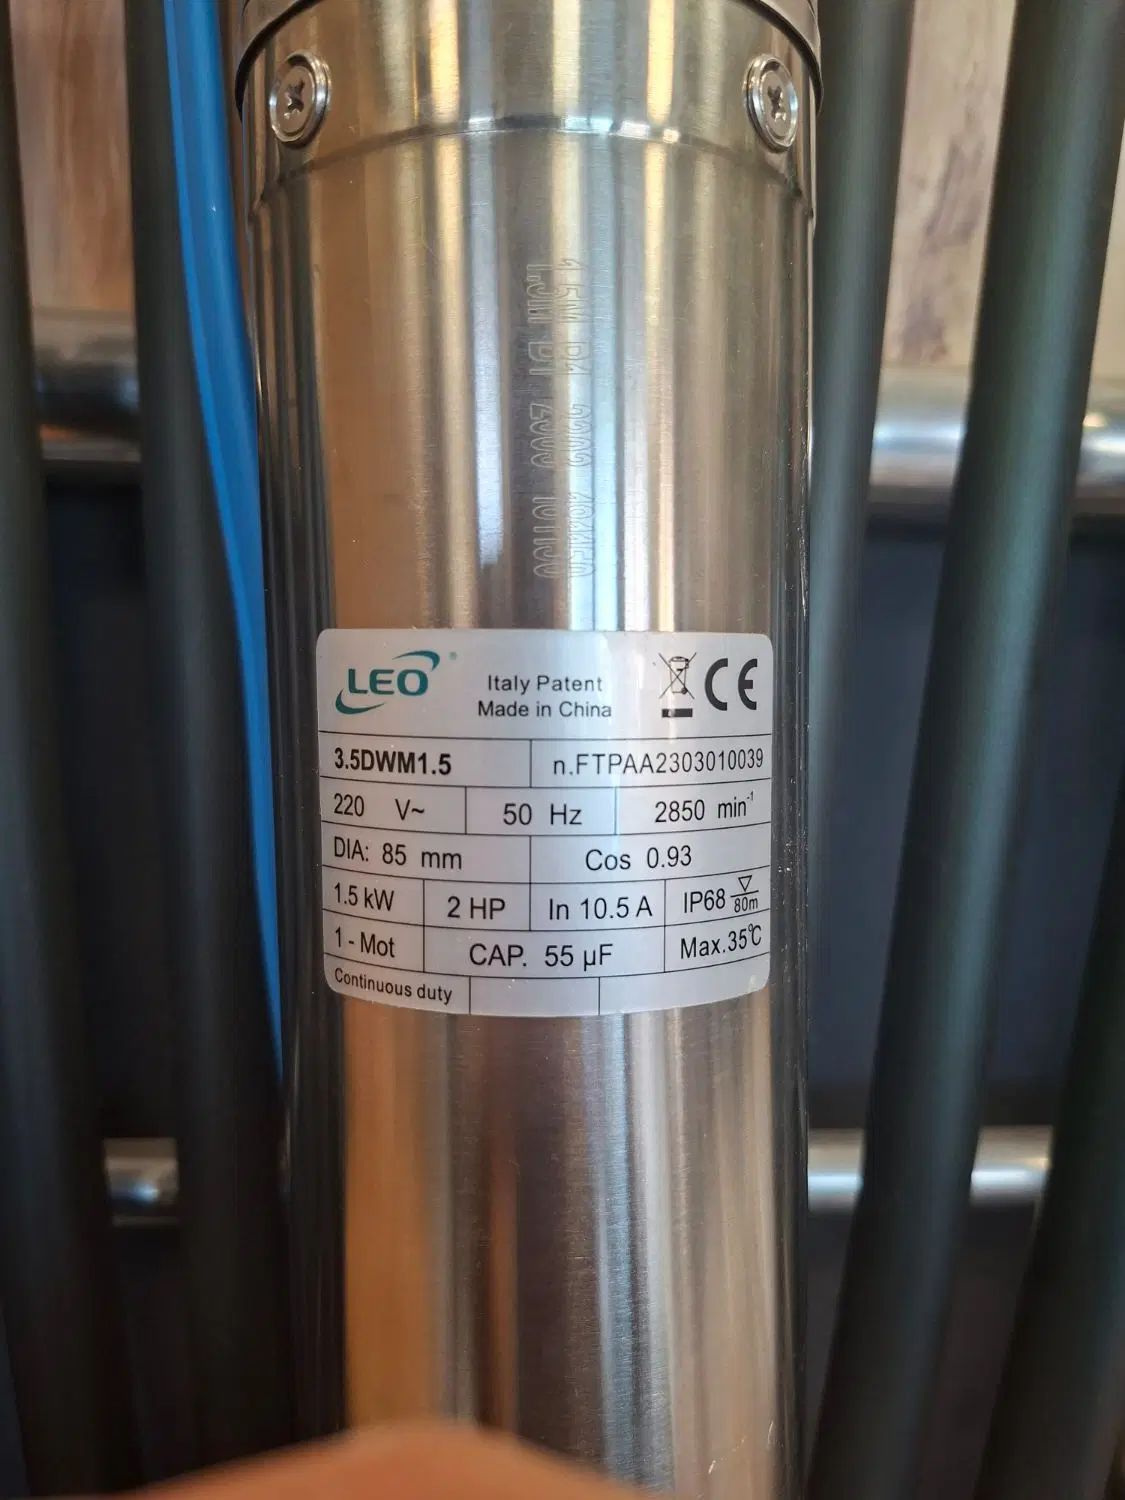 LEO®
Italy Patent
Made in China
CE
3.5DWM1.5 n.FTPAA2303010039
220 V~ 50 Hz 2850 min⁻¹
DIA: 85 mm Cos 0.93
1.5 kW 2 HP In 10.5 A IP68 ▽ 80m
1 - Mot CAP. 55 µF Max.35℃
Continuous duty